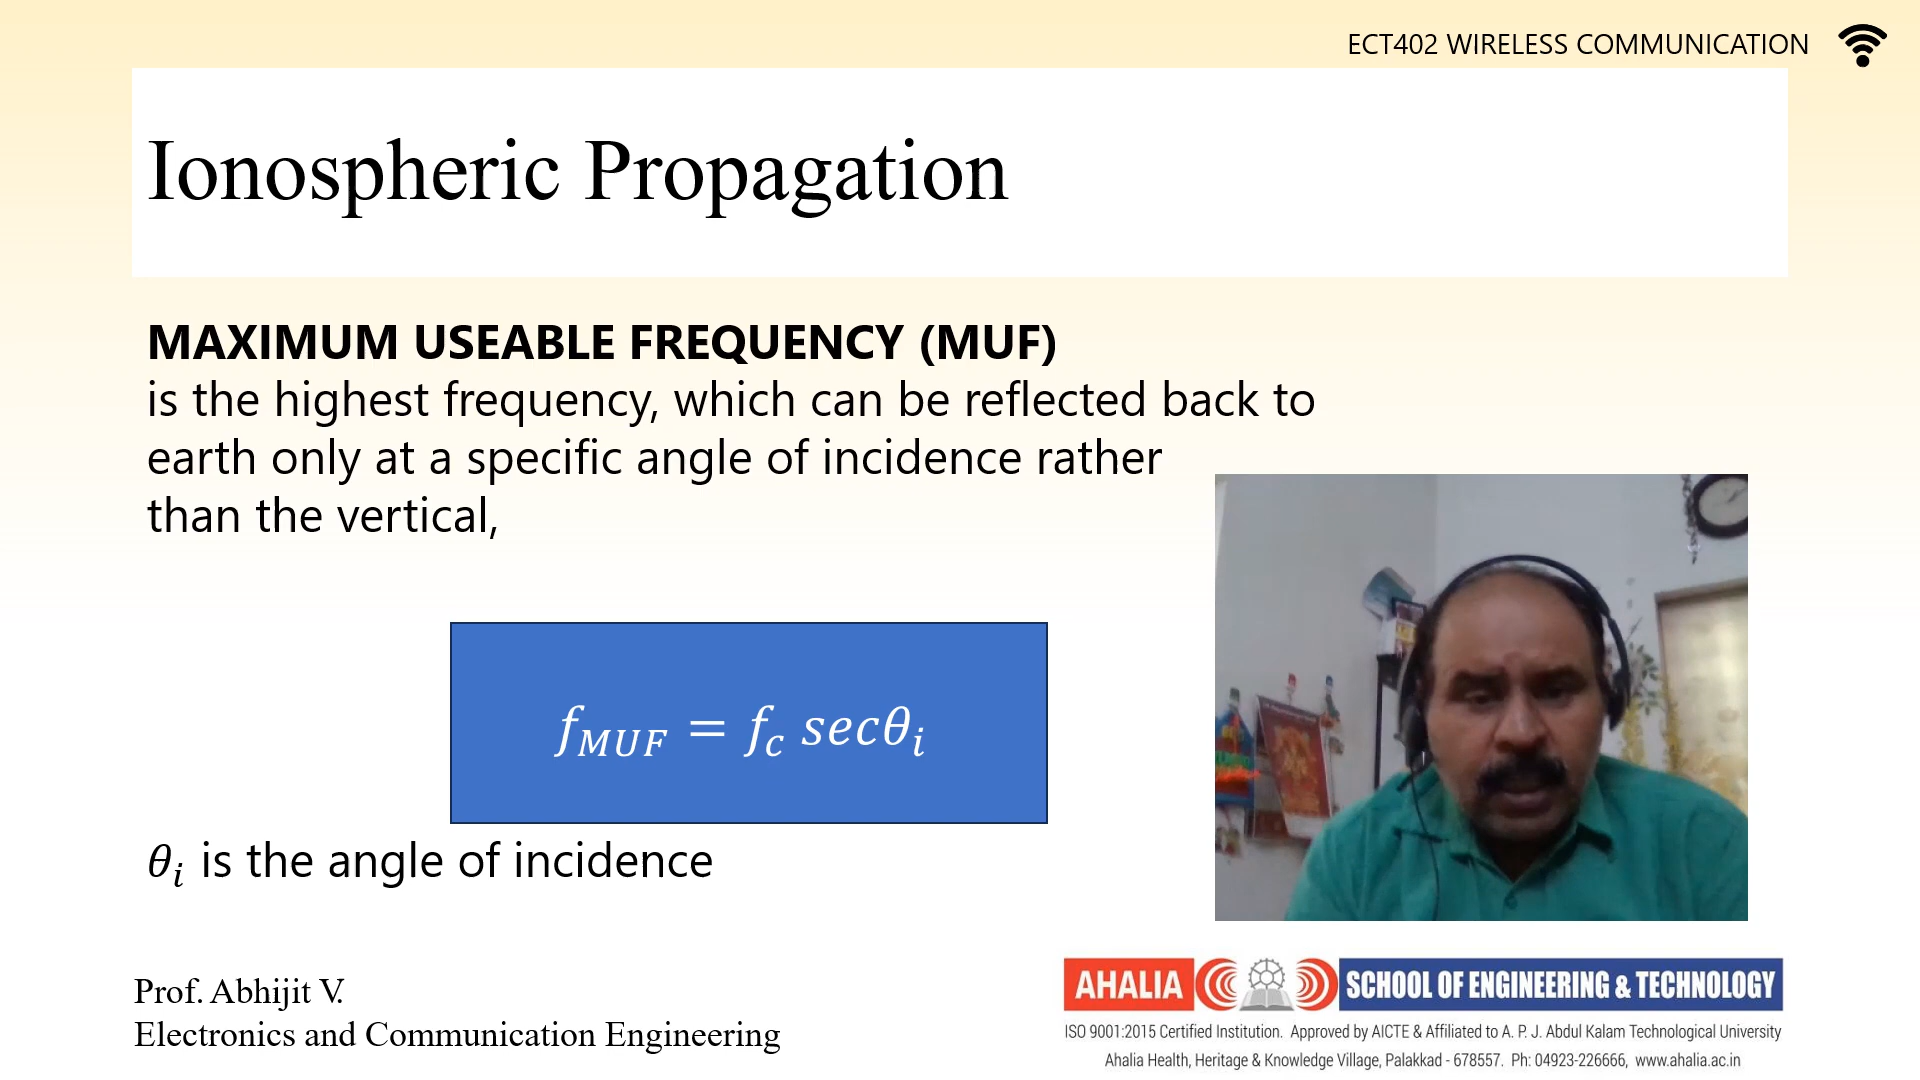 ECT402 WIRELESS COMMUNICATION
Ionospheric Propagation
MAXIMUM USEABLE FREQUENCY (MUF)
is the highest frequency, which can be reflected back to
earth only at a specific angle of incidence rather
than the vertical,
f_MUF = f_c secθ_i
θ_i is the angle of incidence
Prof. Abhijit V.
Electronics and Communication Engineering
AHALIA SCHOOL OF ENGINEERING & TECHNOLOGY
ISO 9001:2015 Certified Institution. Approved by AICTE & Affiliated to A. P. J. Abdul Kalam Technological University
Ahalia Health, Heritage & Knowledge Village, Palakkad - 678557. Ph: 04923-226666, www.ahalia.ac.in